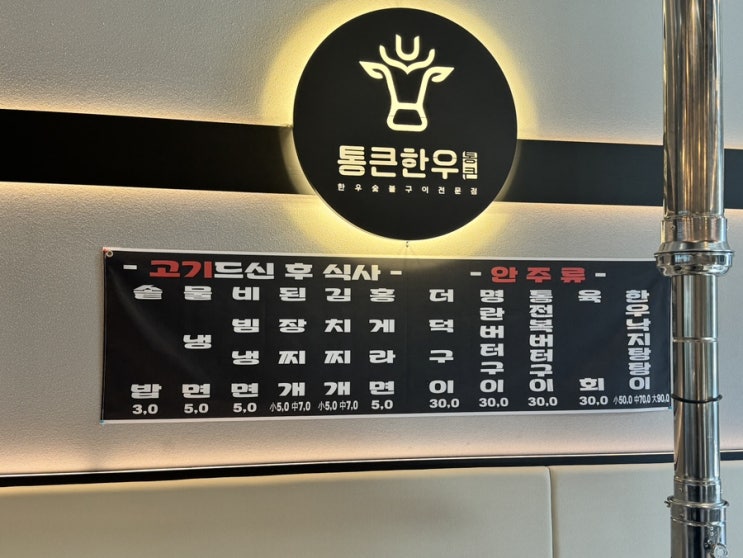 통큰한우 통큰
한우숯불구이전문점
- 고기드신 후 식사 -
솥밥 3,0
물냉면 5,0
비빔냉면 5,0
된장찌개 小5,0 中7,0
김치찌개 小5,0 中7,0
홍게라면 5,0
- 안주류 -
더덕구이 30,0
명란버터구이 30,0
통전복버터구이 30,0
육회 30,0
한우낙지탕탕이 小50,0 中70,0 大90,0